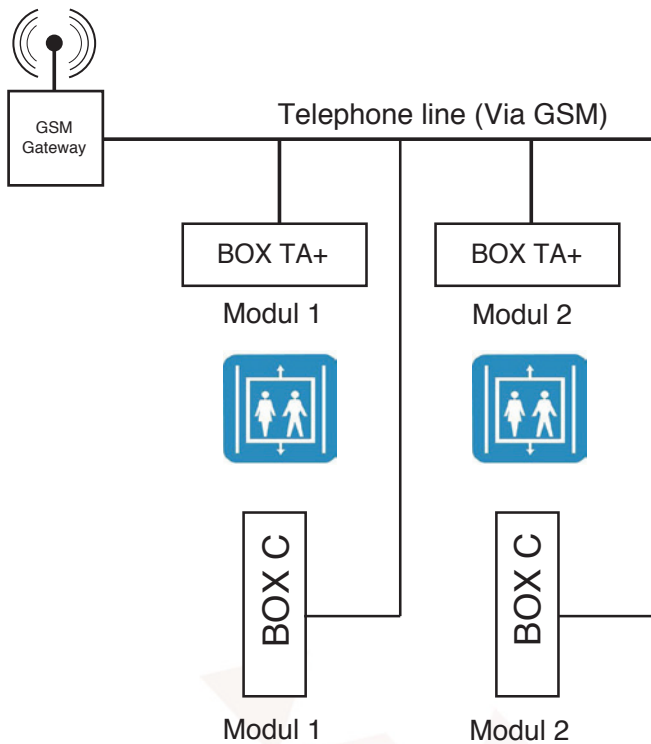 GSM
Gateway
Telephone line (Via GSM)
BOX TA+
BOX TA+
Modul 1
Modul 2
BOX C
BOX C
Modul 1
Modul 2